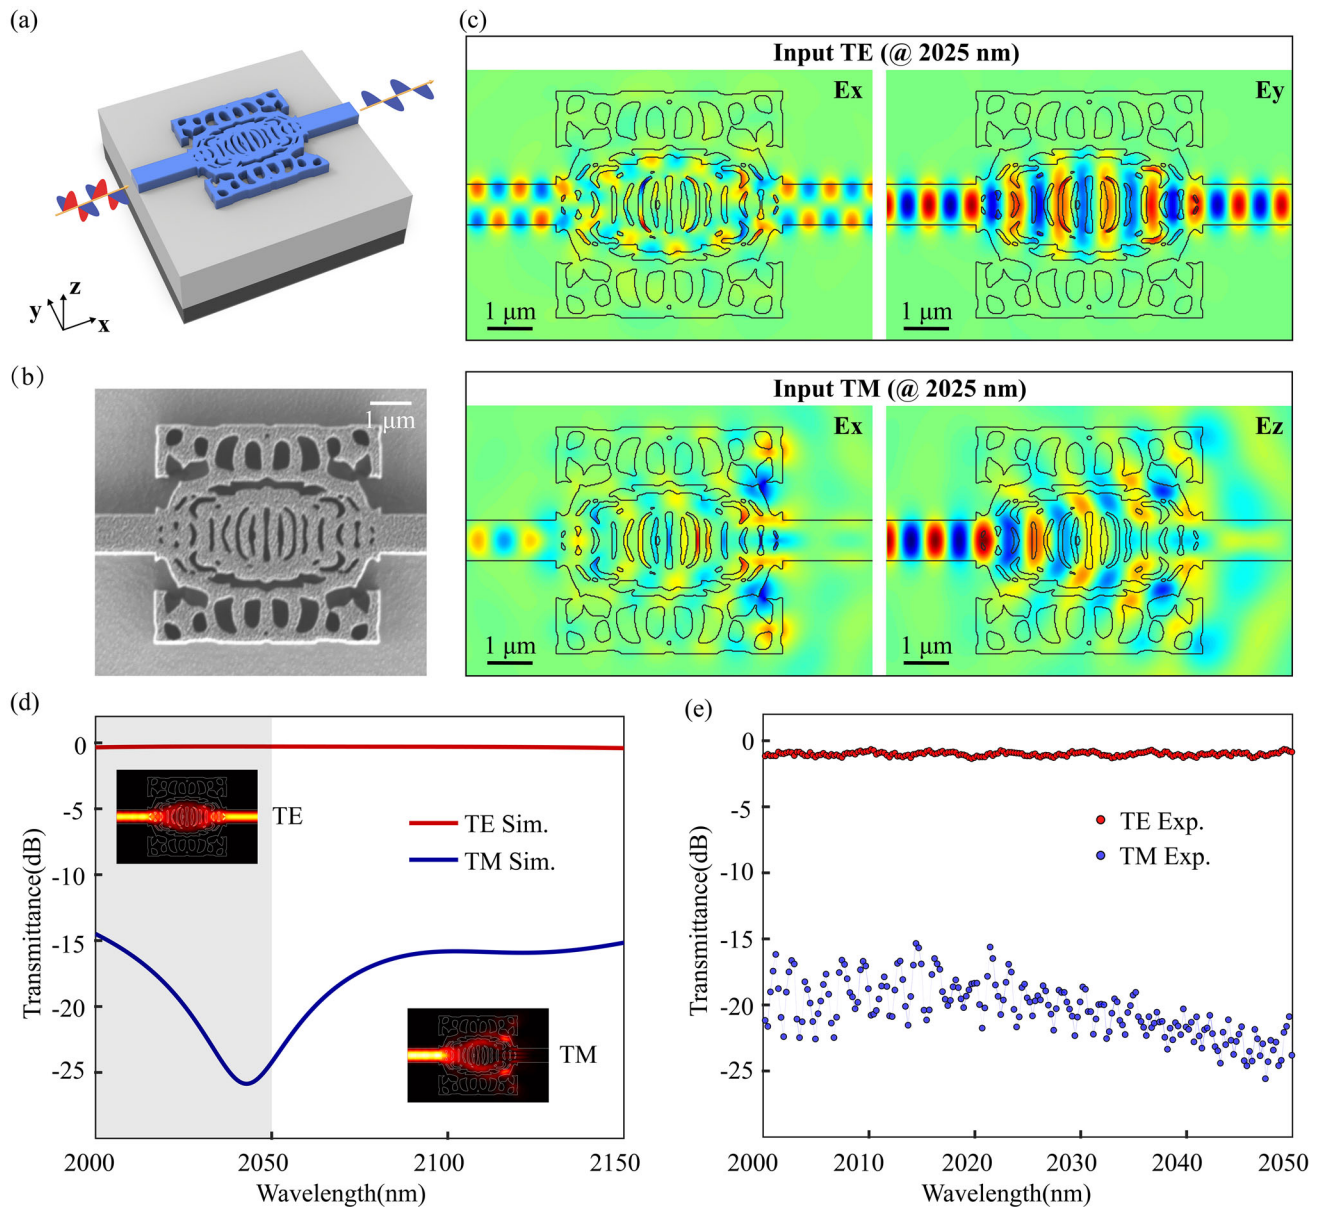 (a)
z
y
x
(b)
1 μm
(c)
Input TE (@ 2025 nm)
Ex
Ey
1 μm
1 μm
Input TM (@ 2025 nm)
Ex
Ez
1 μm
1 μm
(d)
0
-5
-10
-15
-20
-25
Transmittance(dB)
TE
TE Sim.
TM Sim.
TM
2000
2050
2100
2150
Wavelength(nm)
(e)
0
-5
-10
-15
-20
-25
Transmittance(dB)
TE Exp.
TM Exp.
2000
2010
2020
2030
2040
2050
Wavelength(nm)